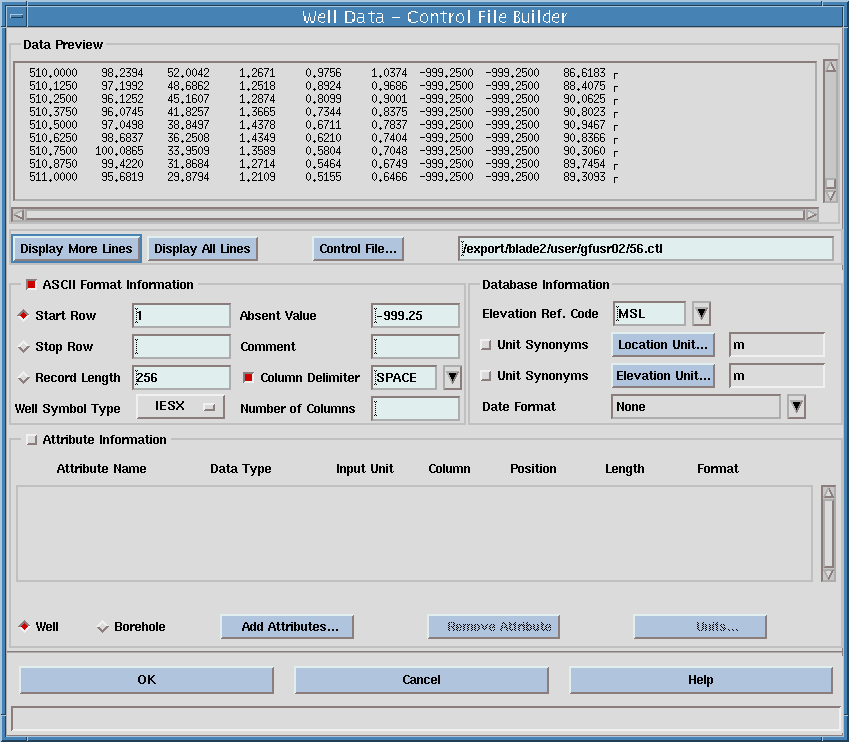 Well Data - Control File Builder
Data Preview
510.0000 98.2394 52.0042 1.2671 0.9756 1.0374 -999.2500 -999.2500 86.6183
510.1250 97.1992 48.6862 1.2518 0.8924 0.9686 -999.2500 -999.2500 88.4075
510.2500 96.1252 45.1607 1.2874 0.8099 0.9001 -999.2500 -999.2500 90.0625
510.3750 96.0745 41.8257 1.3665 0.7344 0.8375 -999.2500 -999.2500 90.8023
510.5000 97.0498 38.8497 1.4378 0.6711 0.7837 -999.2500 -999.2500 90.9467
510.6250 98.6837 36.2508 1.4349 0.6210 0.7404 -999.2500 -999.2500 90.8366
510.7500 100.0865 33.9509 1.3589 0.5804 0.7048 -999.2500 -999.2500 90.3060
510.8750 99.4220 31.8684 1.2714 0.5464 0.6749 -999.2500 -999.2500 89.7454
511.0000 95.6819 29.8794 1.2109 0.5155 0.6466 -999.2500 -999.2500 89.3093
Display More Lines Display All Lines Control File... /export/blade2/user/gfusr02/56.ctl
ASCII Format Information Database Information
Start Row 1 Absent Value -999.25 Elevation Ref. Code MSL
Stop Row Comment Unit Synonyms Location Unit... m
Record Length 256 Column Delimiter SPACE Unit Synonyms Elevation Unit... m
Well Symbol Type IESX Number of Columns Date Format None
Attribute Information
Attribute Name Data Type Input Unit Column Position Length Format
Well Borehole Add Attributes... Remove Attribute Units...
OK Cancel Help